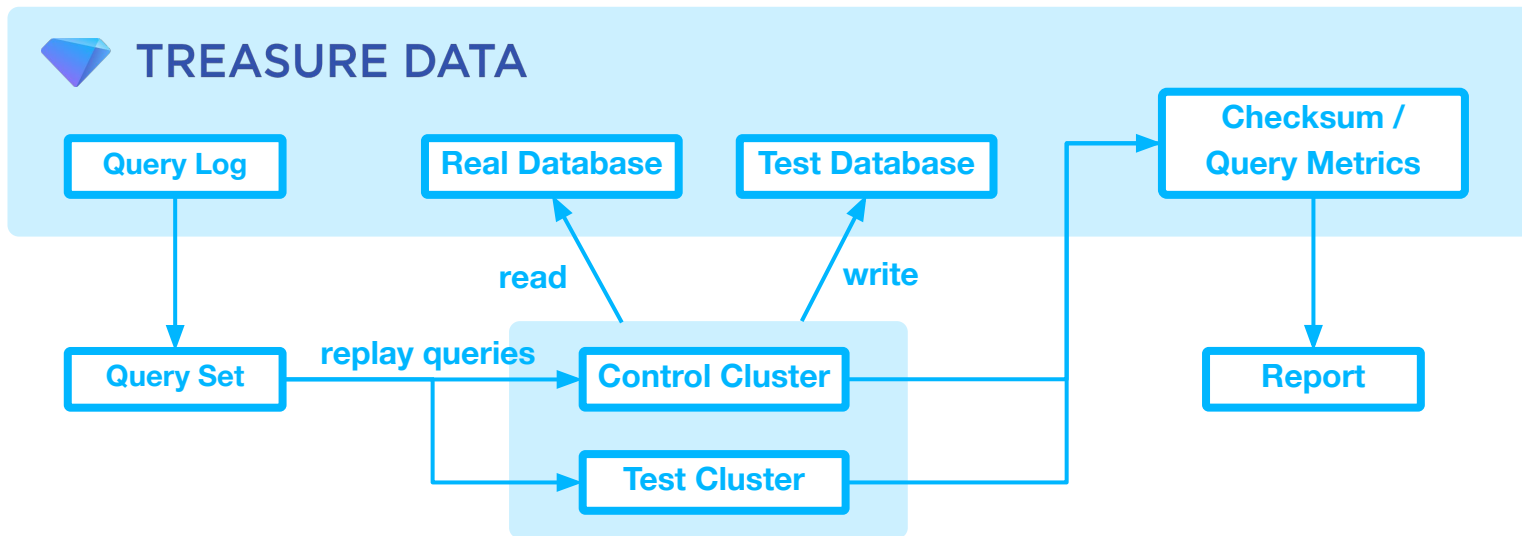 TREASURE DATA
Query Log
Real Database
Test Database
Checksum /
Query Metrics
read
write
Query Set
replay queries
Control Cluster
Test Cluster
Report